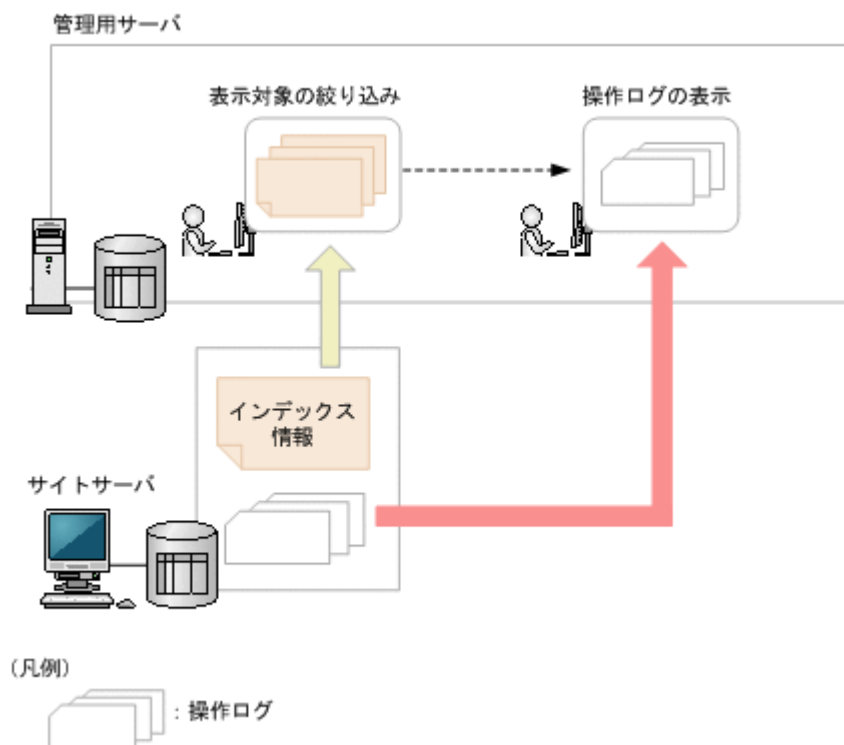 管理用サーバ
表示対象の絞り込み
操作ログの表示
インデックス
情報
サイトサーバ
(凡例)
：操作ログ